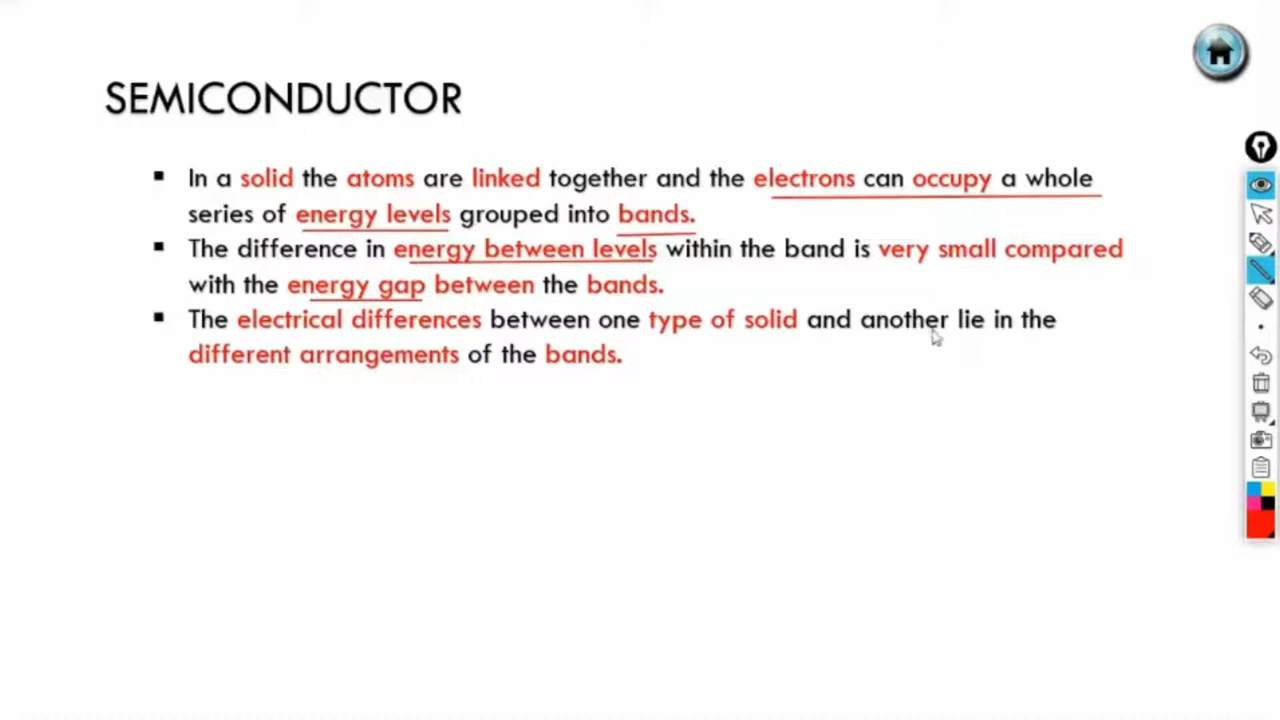 SEMICONDUCTOR
▪ In a solid the atoms are linked together and the electrons can occupy a whole
series of energy levels grouped into bands.
▪ The difference in energy between levels within the band is very small compared
with the energy gap between the bands.
▪ The electrical differences between one type of solid and another lie in the
different arrangements of the bands.